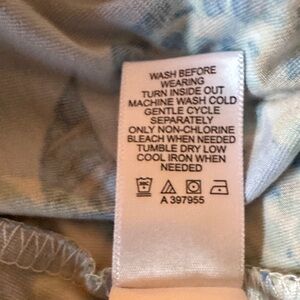 WASH BEFORE
WEARING
TURN INSIDE OUT
MACHINE WASH COLD
GENTLE CYCLE
SEPARATELY
ONLY NON-CHLORINE
BLEACH WHEN NEEDED
TUMBLE DRY LOW
COOL IRON WHEN
NEEDED
A 397955